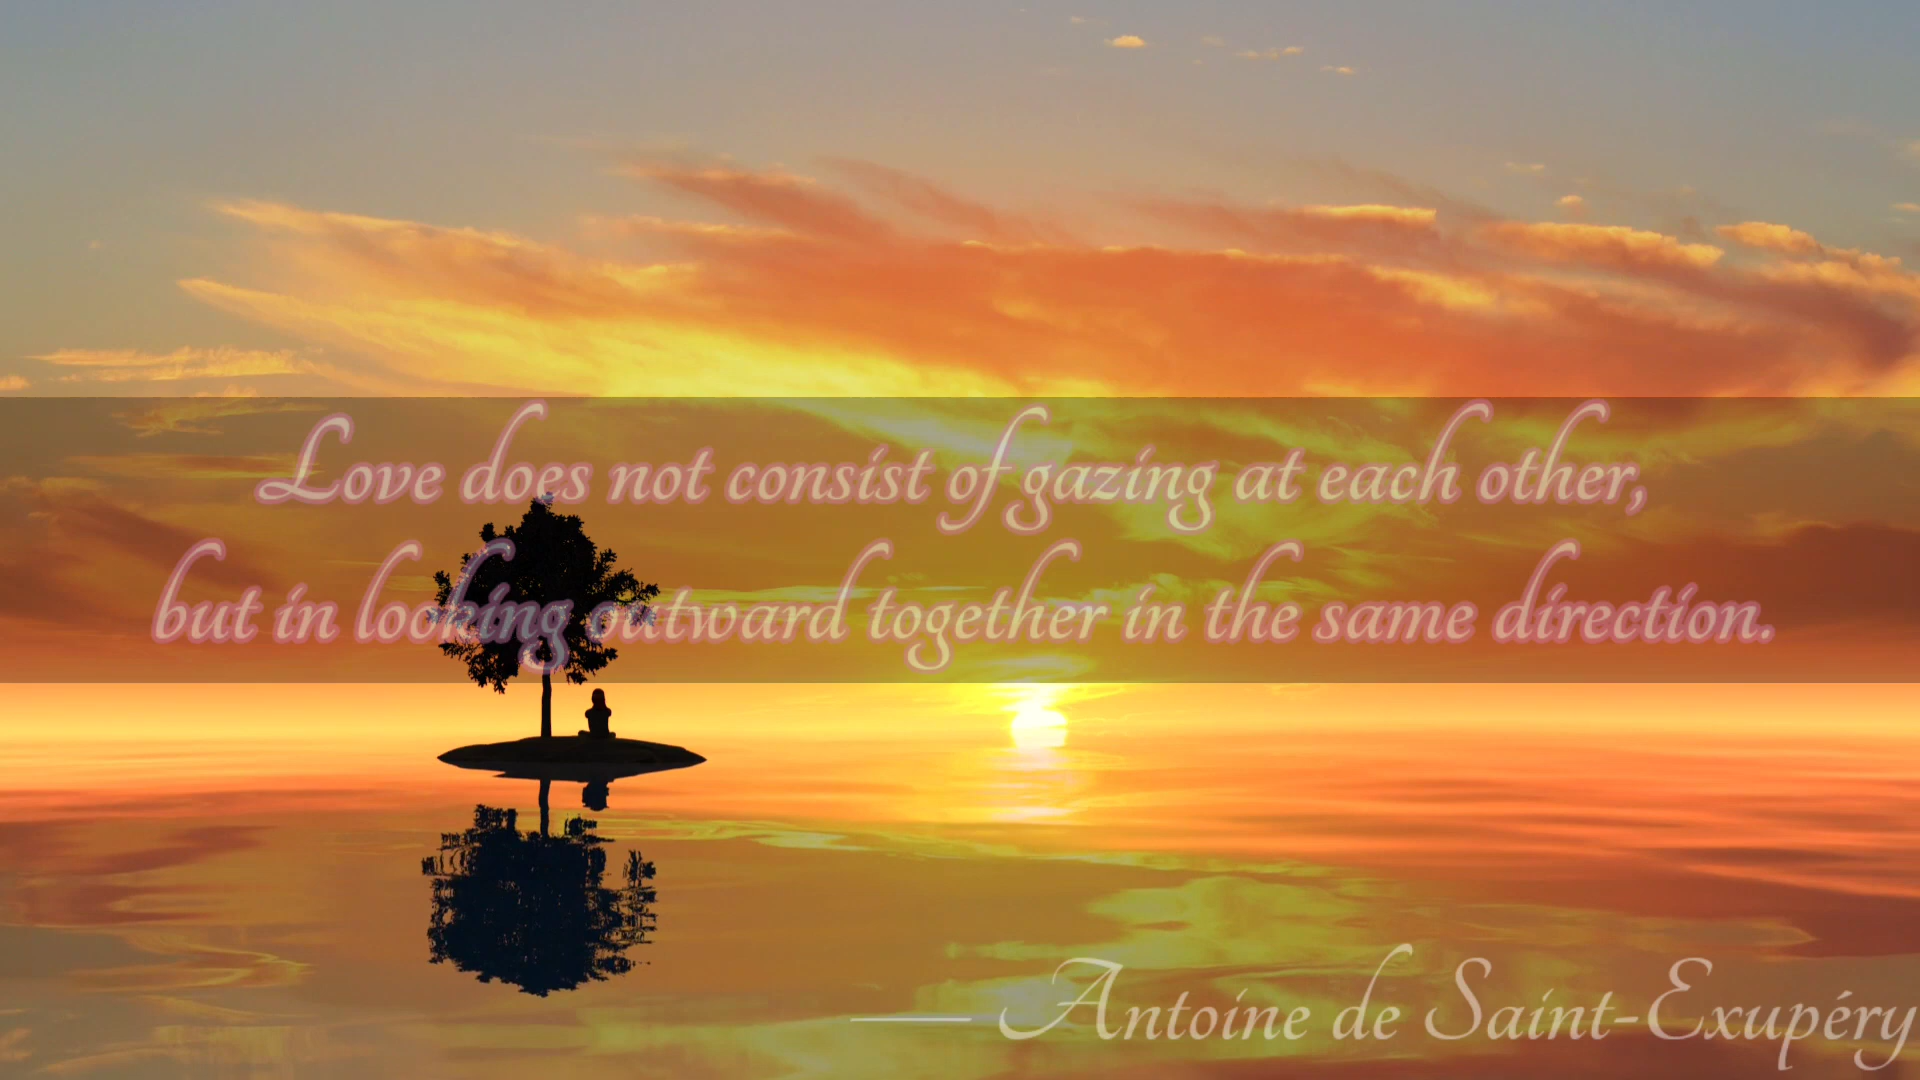 Love does not consist of gazing at each other,
but in looking outward together in the same direction.
— Antoine de Saint-Exupéry